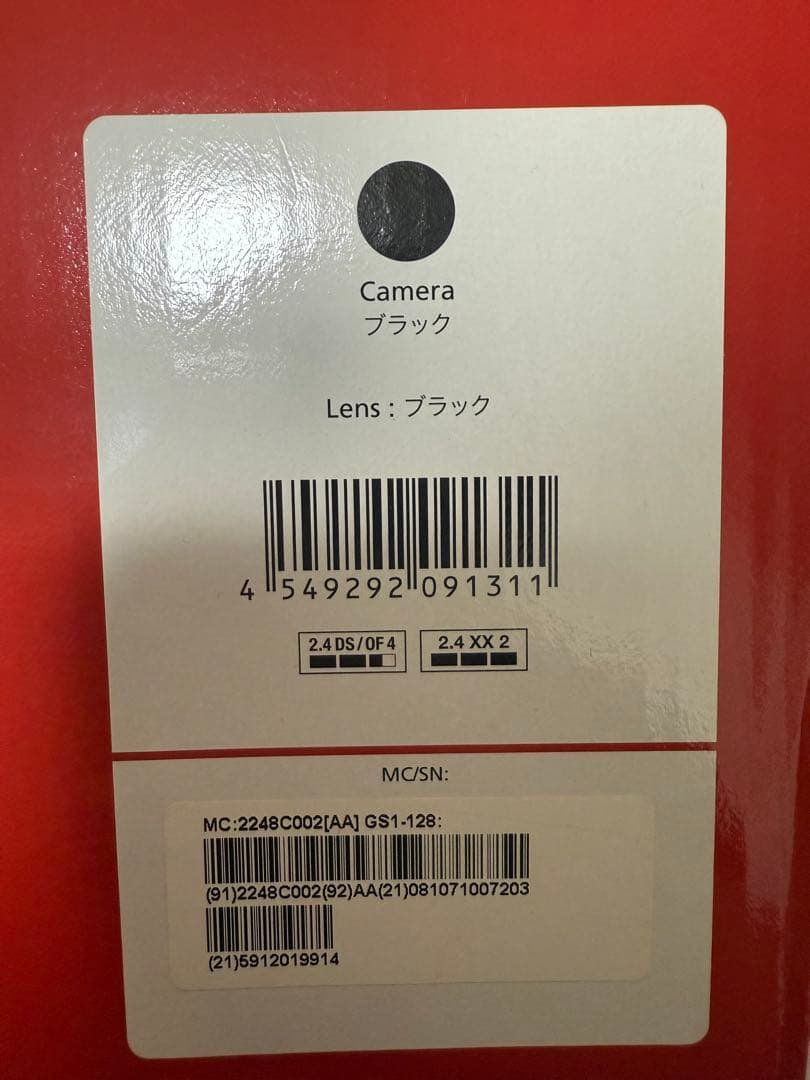 Camera
ブラック
Lens : ブラック
4 549292 091311
2.4 DS/OF 4
2.4 XX 2
MC/SN:
MC:2248C002[AA] GS1-128:
(91)2248C002(92)AA(21)081071007203
(21)5912019914